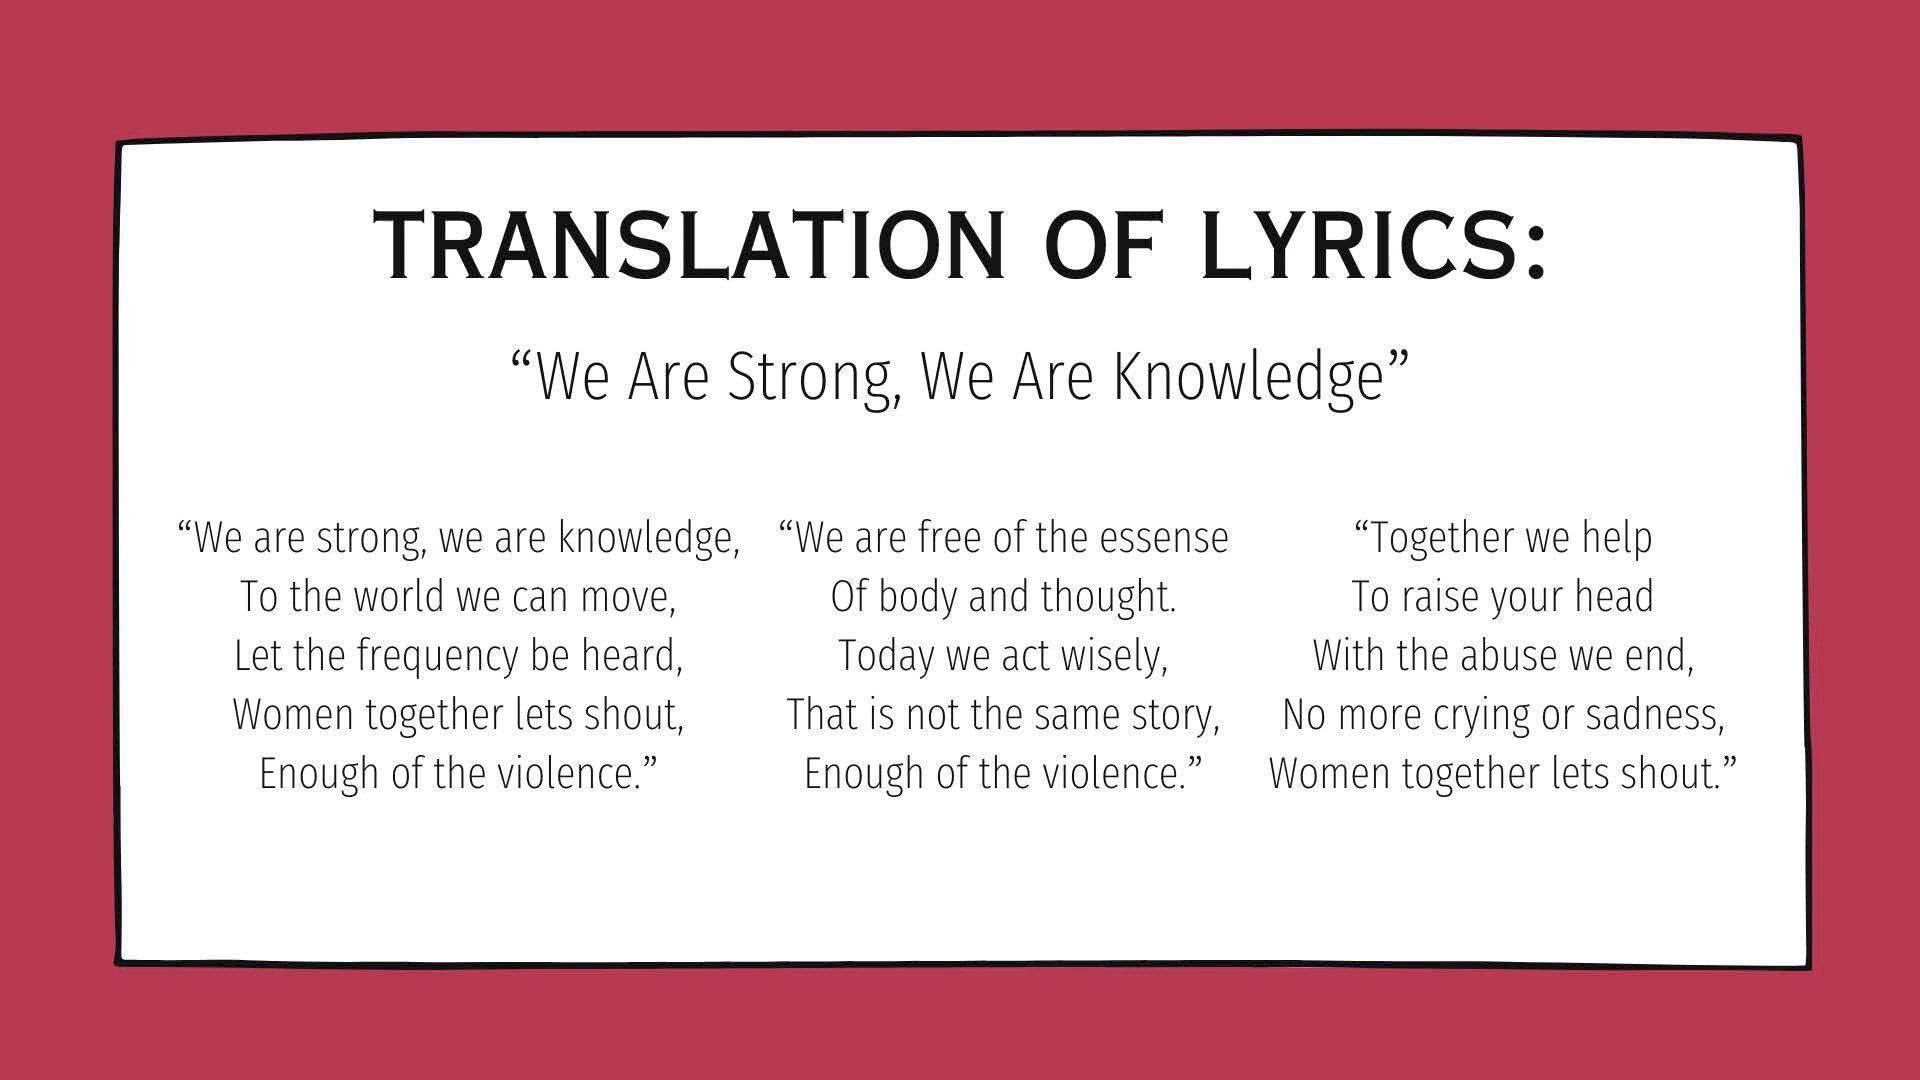 TRANSLATION OF LYRICS:
“We Are Strong, We Are Knowledge”
“We are strong, we are knowledge,
To the world we can move,
Let the frequency be heard,
Women together lets shout,
Enough of the violence.”
“We are free of the essense
Of body and thought.
Today we act wisely,
That is not the same story,
Enough of the violence.”
“Together we help
To raise your head
With the abuse we end,
No more crying or sadness,
Women together lets shout.”